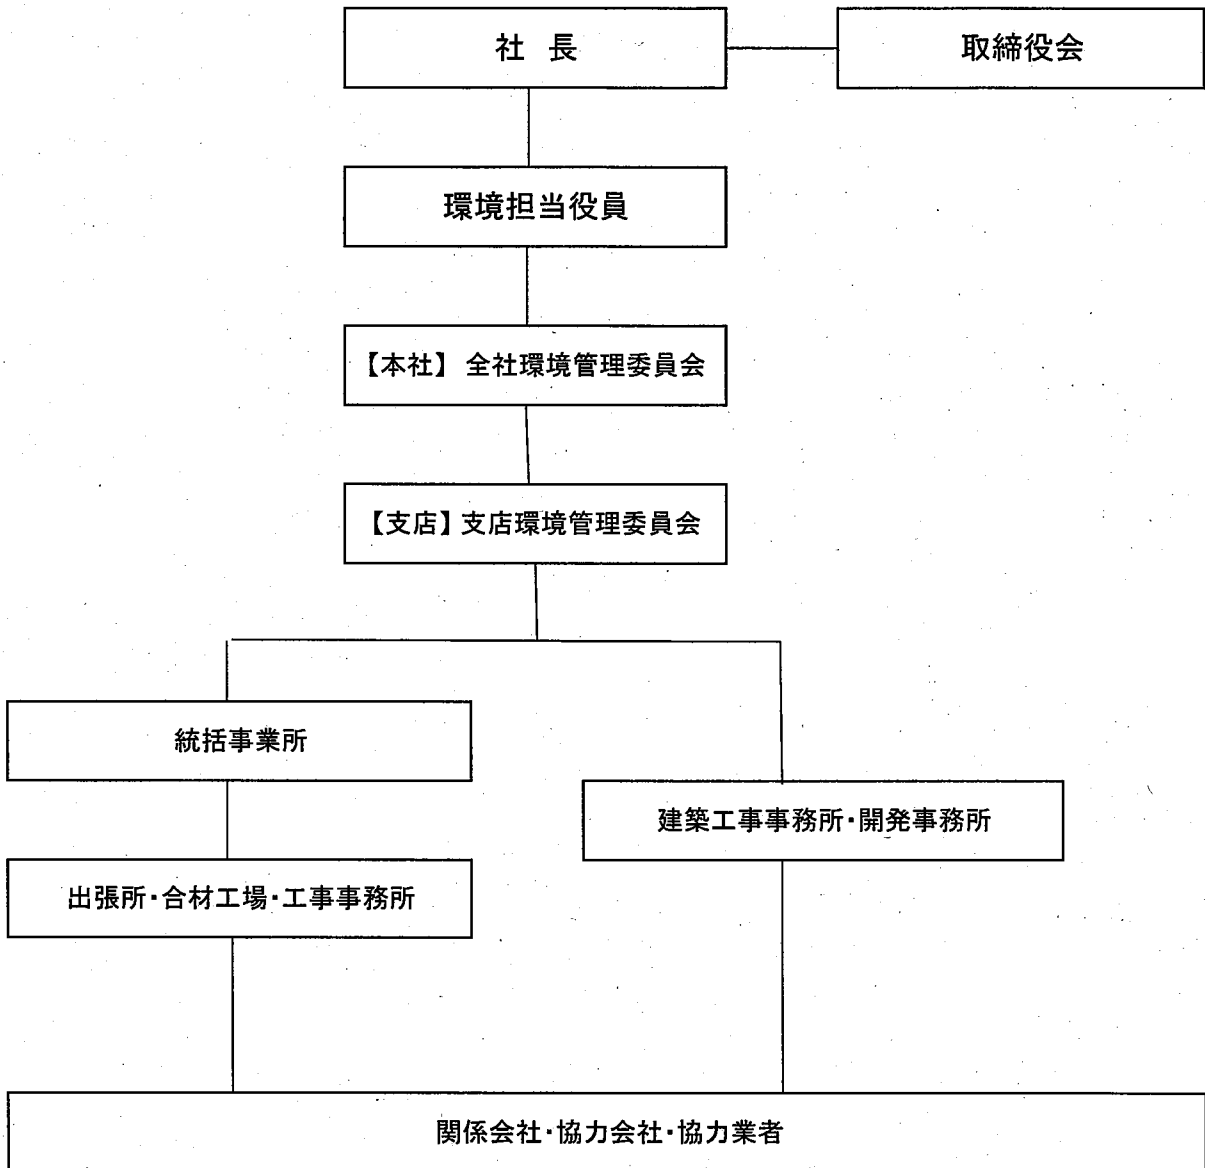 社 長
取締役会
環境担当役員
【本社】 全社環境管理委員会
【支店】支店環境管理委員会
統括事業所
建築工事事務所・開発事務所
出張所・合材工場・工事事務所
関係会社・協力会社・協力業者